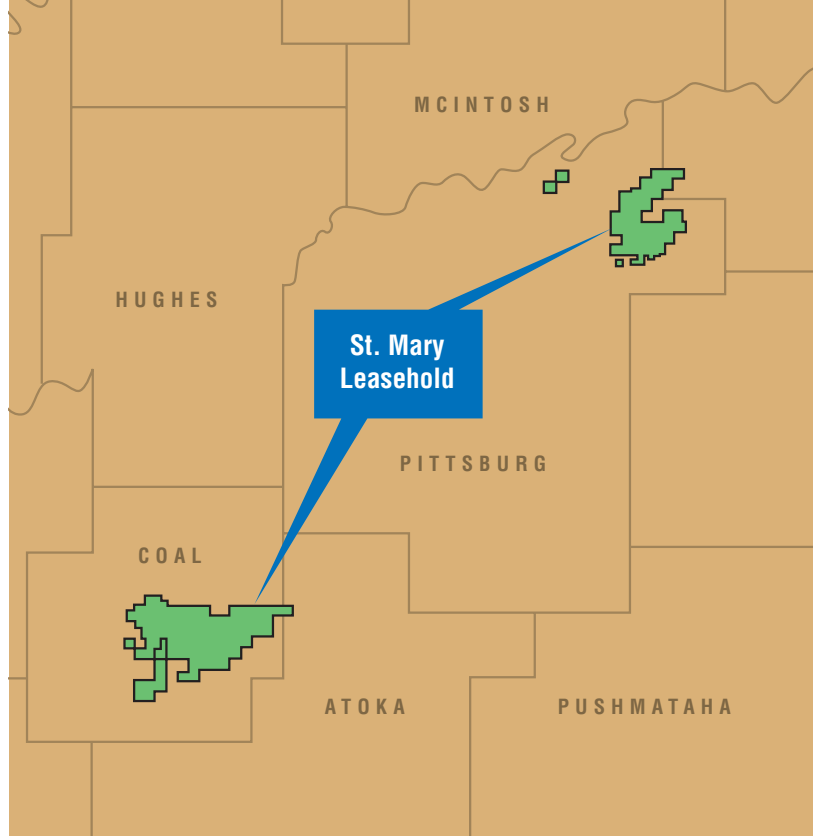 MCINTOSH
HUGHES
St. Mary
Leasehold
PITTSBURG
COAL
ATOKA
PUSHMATAHA